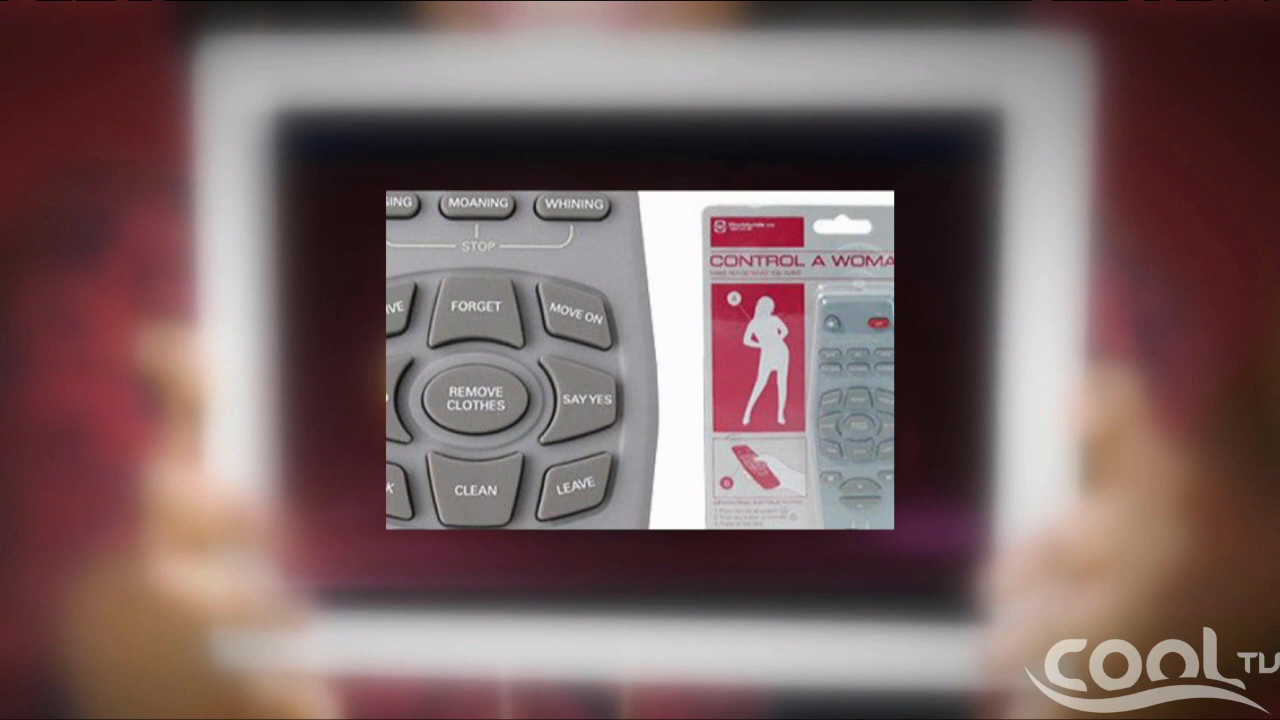 MOANING
WHINING
STOP
FORGET
MOVE ON
REMOVE
CLOTHES
SAY YES
CLEAN
LEAVE
CONTROL A WOMA
A
B
COOL TV